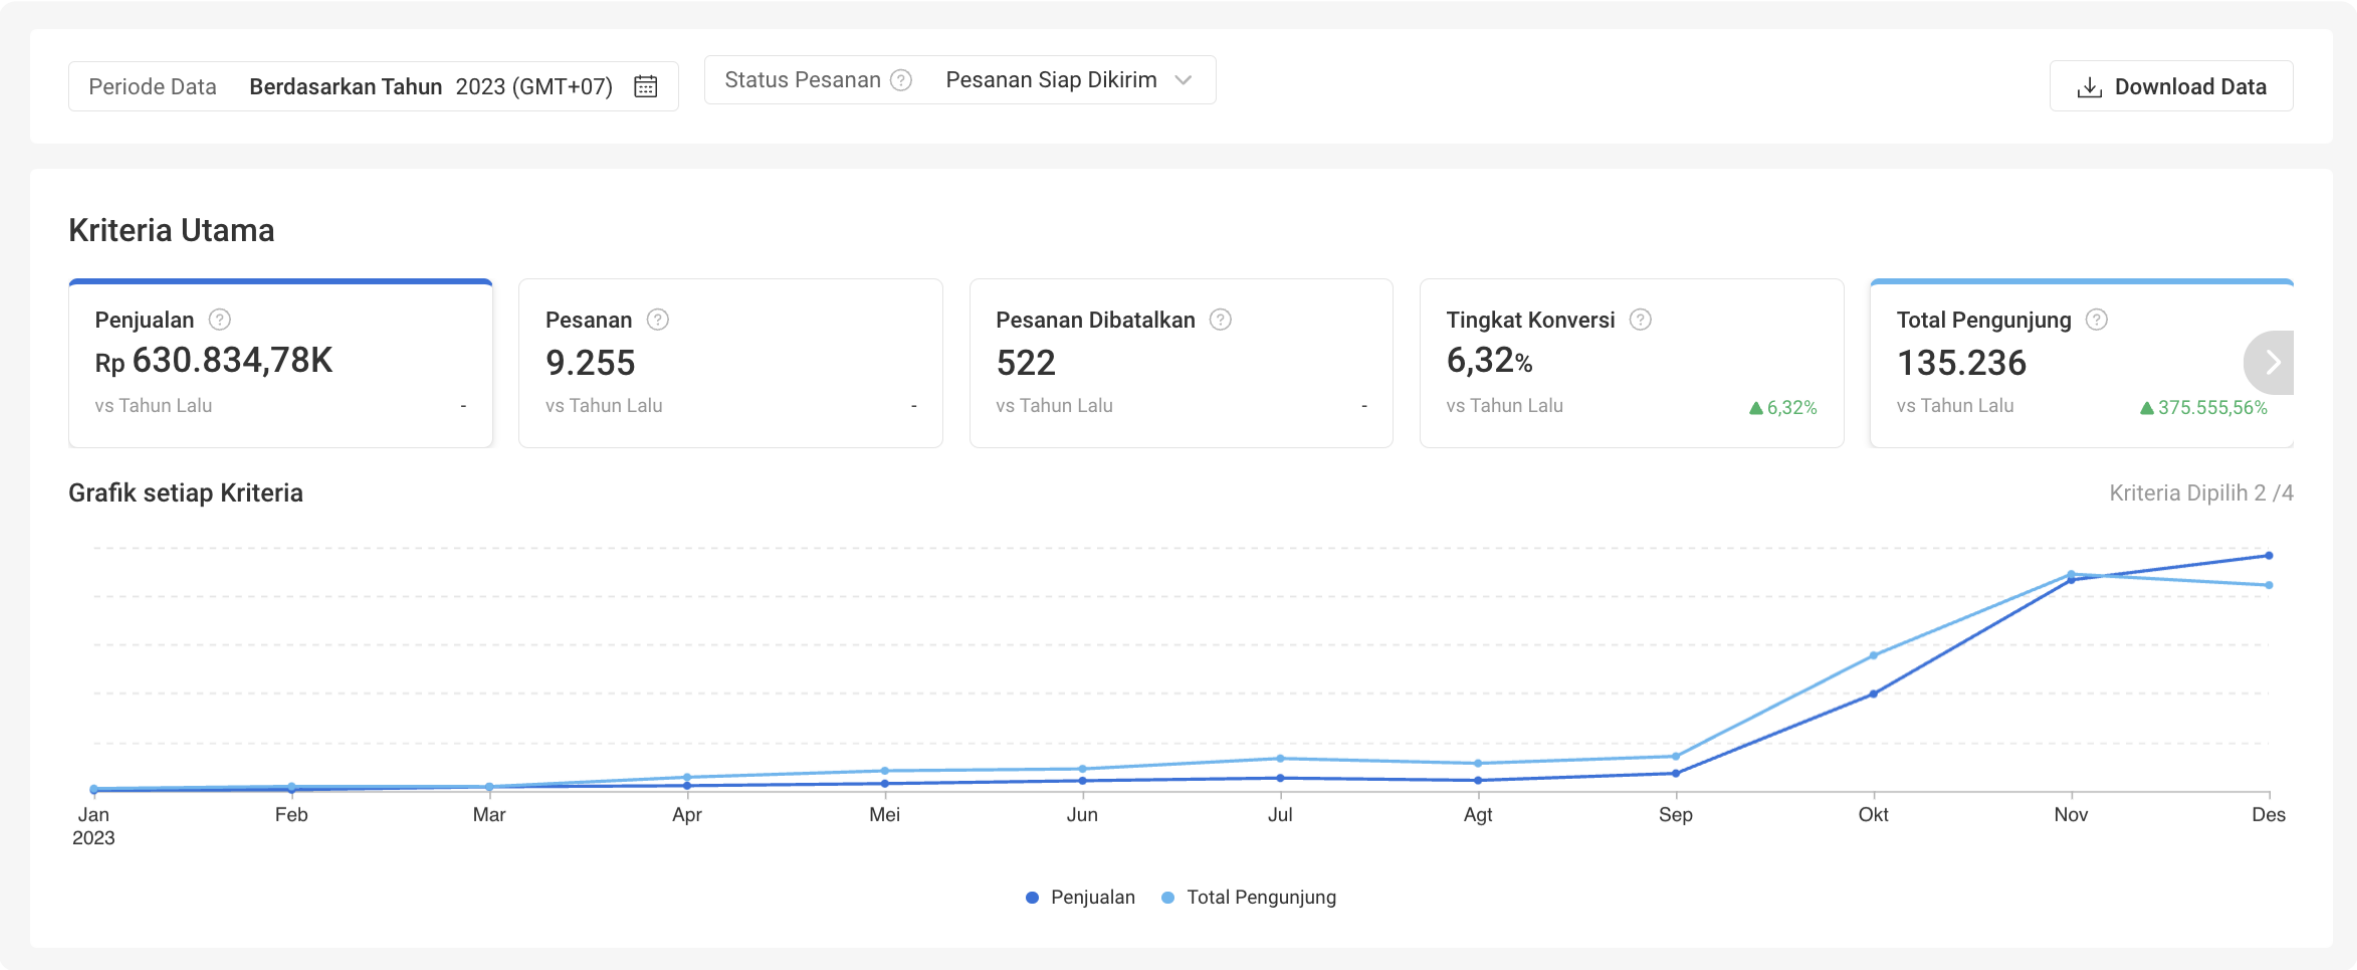 Periode Data Berdasarkan Tahun 2023 (GMT+07)
Status Pesanan ? Pesanan Siap Dikirim
Download Data
Kriteria Utama
Penjualan ?
Rp 630.834,78K
vs Tahun Lalu -
Pesanan ?
9.255
vs Tahun Lalu -
Pesanan Dibatalkan ?
522
vs Tahun Lalu -
Tingkat Konversi ?
6,32%
vs Tahun Lalu ▲ 6,32%
Total Pengunjung ?
135.236
vs Tahun Lalu ▲ 375.555,56%
Grafik setiap Kriteria
Kriteria Dipilih 2 /4
Jan Feb Mar Apr Mei Jun Jul Agt Sep Okt Nov Des
2023
Penjualan Total Pengunjung